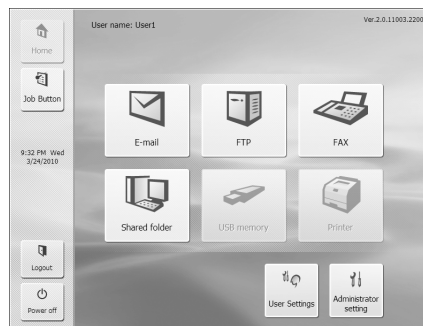 User name: User1
Ver.2.0.11003.2200
Home
Job Button
9:32 PM Wed
3/24/2010
E-mail
FTP
FAX
Shared folder
USB memory
Printer
Logout
Power off
User Settings
Administrator
setting